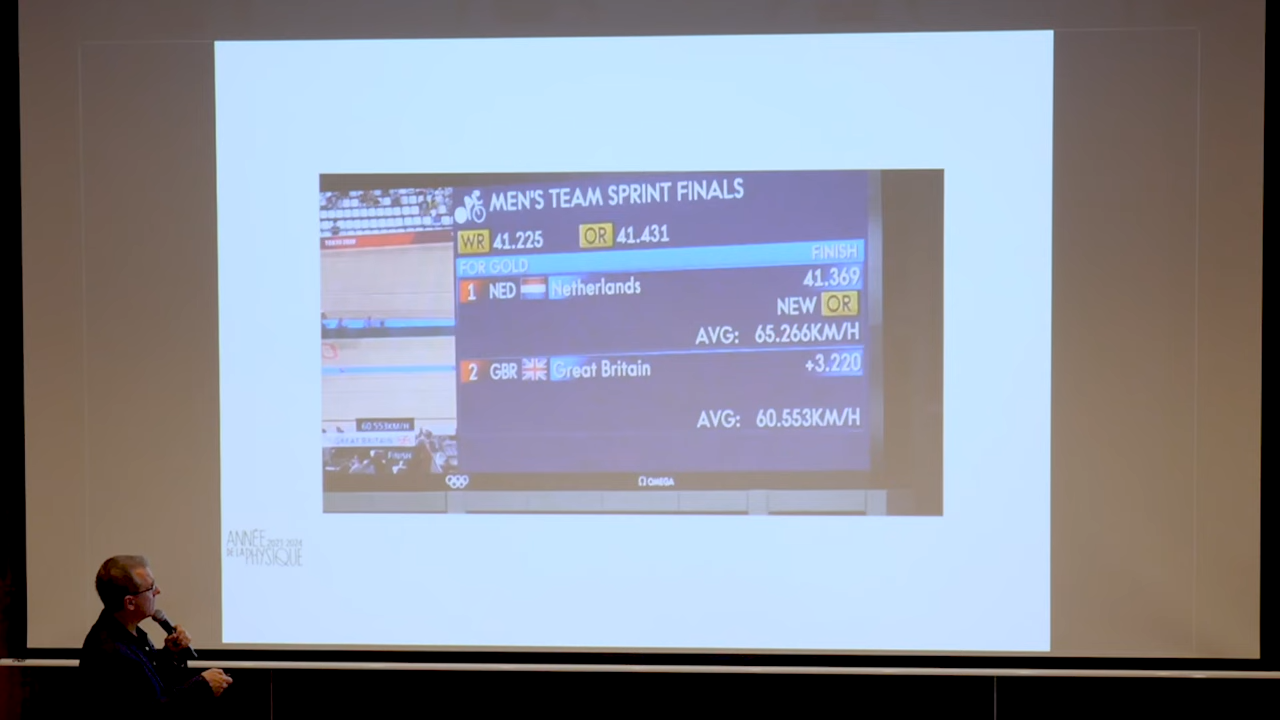 MEN'S TEAM SPRINT FINALS
WR 41.225 OR 41.431
FOR GOLD FINISH
1 NED Netherlands 41.369
NEW OR
AVG: 65.266KM/H
2 GBR Great Britain +3.220
AVG: 60.553KM/H
60.553KM/H
GREAT BRITAIN
FINISH
OMEGA
ANNÉE 2023 2024
DE LA PHYSIQUE